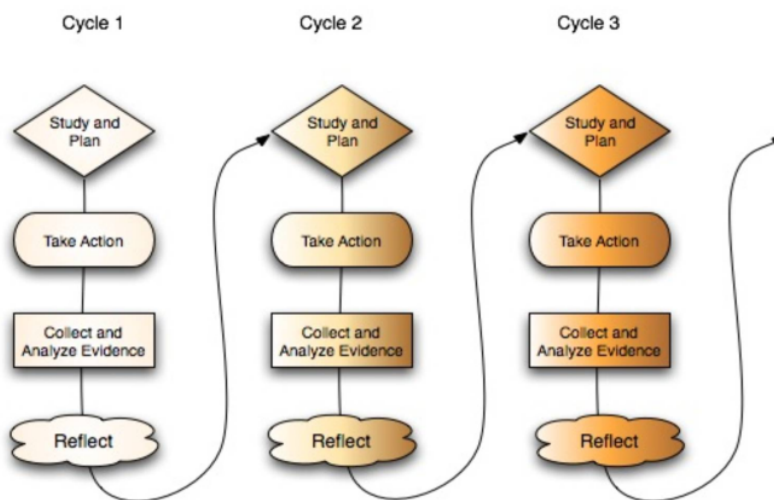 Cycle 1
Cycle 2
Cycle 3
Study and
Plan
Take Action
Collect and
Analyze Evidence
Reflect
Study and
Plan
Take Action
Collect and
Analyze Evidence
Reflect
Study and
Plan
Take Action
Collect and
Analyze Evidence
Reflect